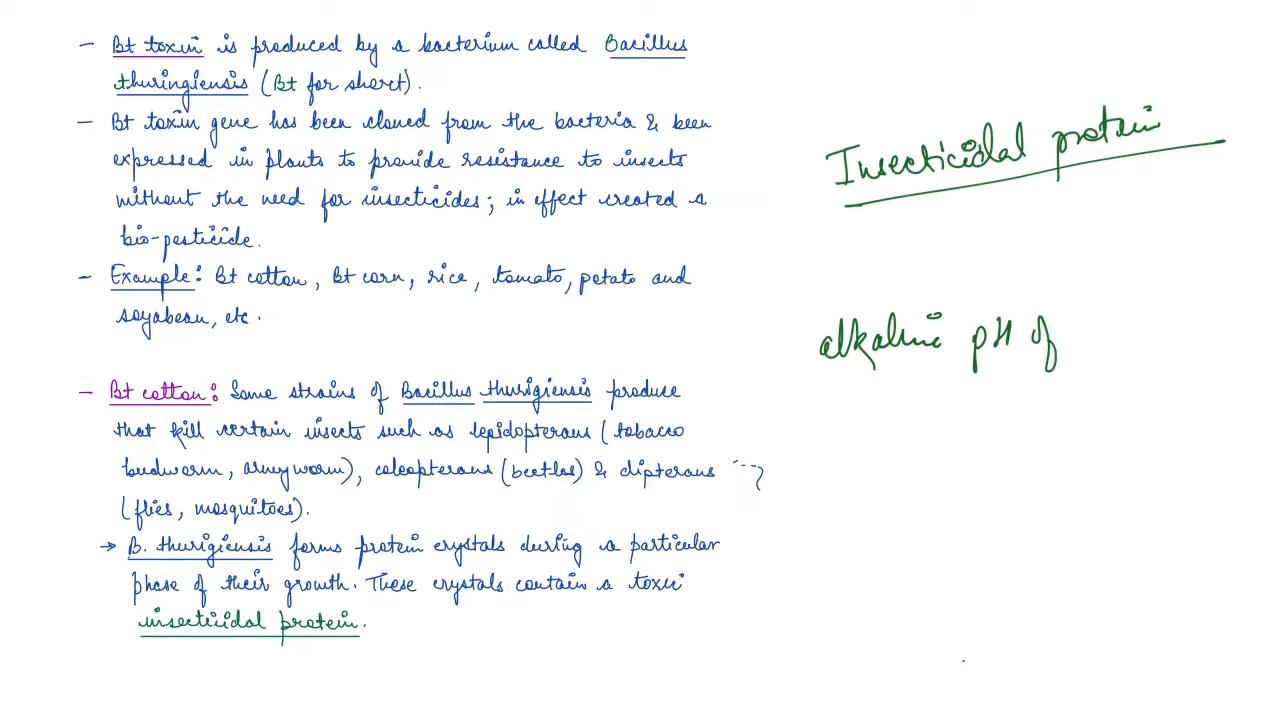 – Bt toxin is produced by a bacterium called Bacillus
thuringiensis (Bt for short).
– Bt toxin gene has been cloned from the bacteria & been
expressed in plants to provide resistance to insects
without the need for insecticides; in effect created a
bio-pesticide.
– Example: Bt cotton, Bt corn, rice, tomato, potato and
soyabean, etc.
– Bt cotton: Some strains of Bacillus thurigiensis produce
that kill certain insects such as lepidopterans (tobacco
budworm, armyworm), coleopterans (beetles) & dipterans
(flies, mosquitoes).
→ B. thurigiensis forms protein crystals during a particular
phase of their growth. These crystals contain a toxic
insecticidal protein.
Insecticidal protein
alkaline pH of